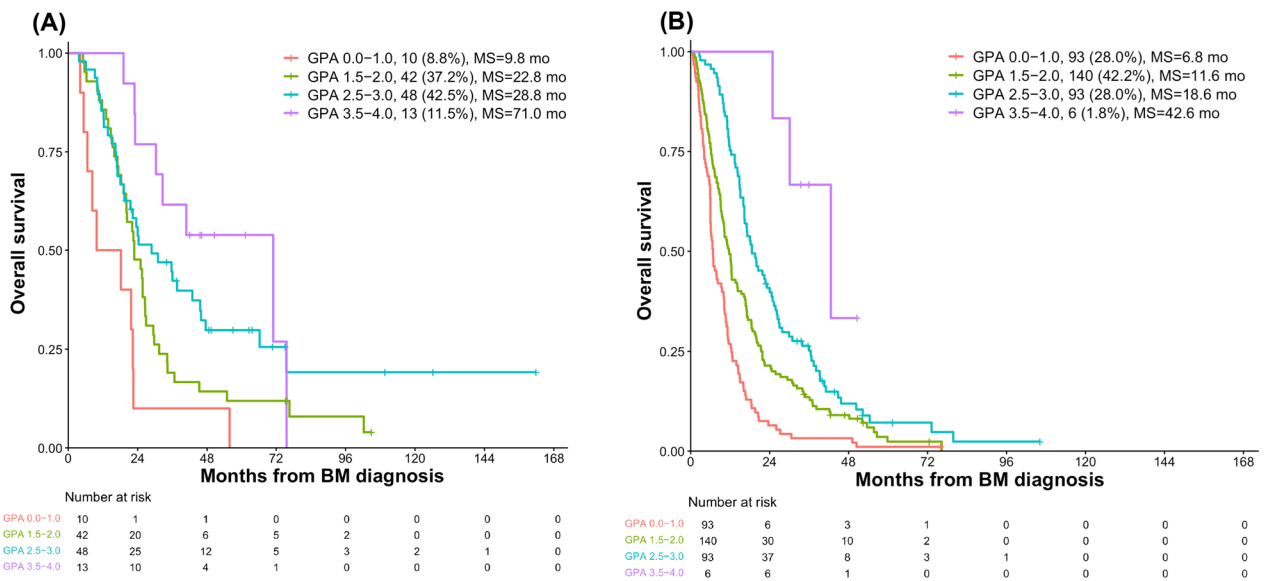 (A)
GPA 0.0−1.0, 10 (8.8%), MS=9.8 mo
GPA 1.5−2.0, 42 (37.2%), MS=22.8 mo
GPA 2.5−3.0, 48 (42.5%), MS=28.8 mo
GPA 3.5−4.0, 13 (11.5%), MS=71.0 mo
Overall survival
1.00
0.75
0.50
0.25
0.00
0 24 48 72 96 120 144 168
Months from BM diagnosis
Number at risk
GPA 0.0−1.0 10 1 1 0 0 0 0 0
GPA 1.5−2.0 42 20 6 5 2 0 0 0
GPA 2.5−3.0 48 25 12 5 3 2 1 0
GPA 3.5−4.0 13 10 4 1 0 0 0 0
(B)
GPA 0.0−1.0, 93 (28.0%), MS=6.8 mo
GPA 1.5−2.0, 140 (42.2%), MS=11.6 mo
GPA 2.5−3.0, 93 (28.0%), MS=18.6 mo
GPA 3.5−4.0, 6 (1.8%), MS=42.6 mo
Overall survival
1.00
0.75
0.50
0.25
0.00
0 24 48 72 96 120 144 168
Months from BM diagnosis
Number at risk
GPA 0.0−1.0 93 6 3 1 0 0 0 0
GPA 1.5−2.0 140 30 10 2 0 0 0 0
GPA 2.5−3.0 93 37 8 3 1 0 0 0
GPA 3.5−4.0 6 6 1 0 0 0 0 0